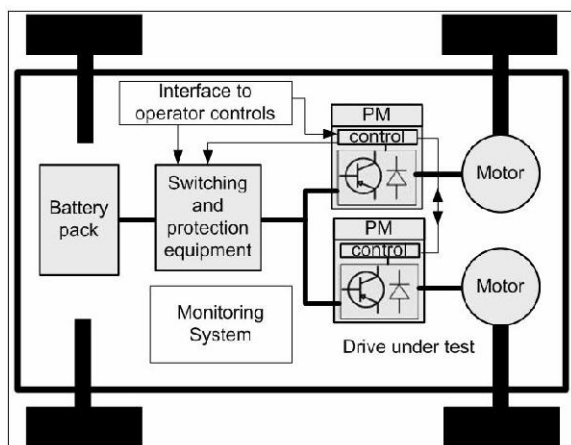 Interface to
operator controls
PM
control
Motor
Battery
pack
Switching
and
protection
equipment
PM
control
Motor
Monitoring
System
Drive under test